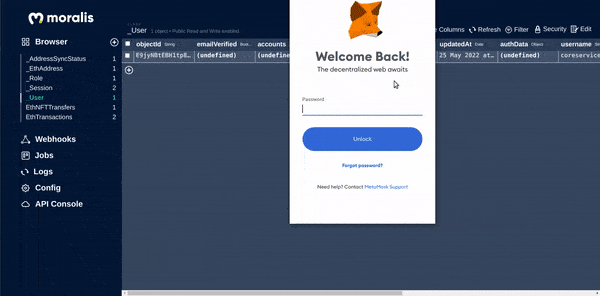 moralis
Browser
_AddressSyncStatus 1
_EthAddress 1
_Role 1
_Session 2
_User 1
EthNFTTransfers 1
EthTransactions 2
Webhooks
Jobs
Logs
Config
API Console
CLASS
_User 1 object • Public Read and Write enabled
Columns Refresh Filter Security Edit
objectId String emailVerified Bool... accounts updatedAt Date authData Object username
(undefined) (undefine 25 May 2022 at… (undefined) coreservice
Welcome Back!
The decentralized web awaits
Password
Unlock
Forgot password?
Need help? Contact MetaMask Support